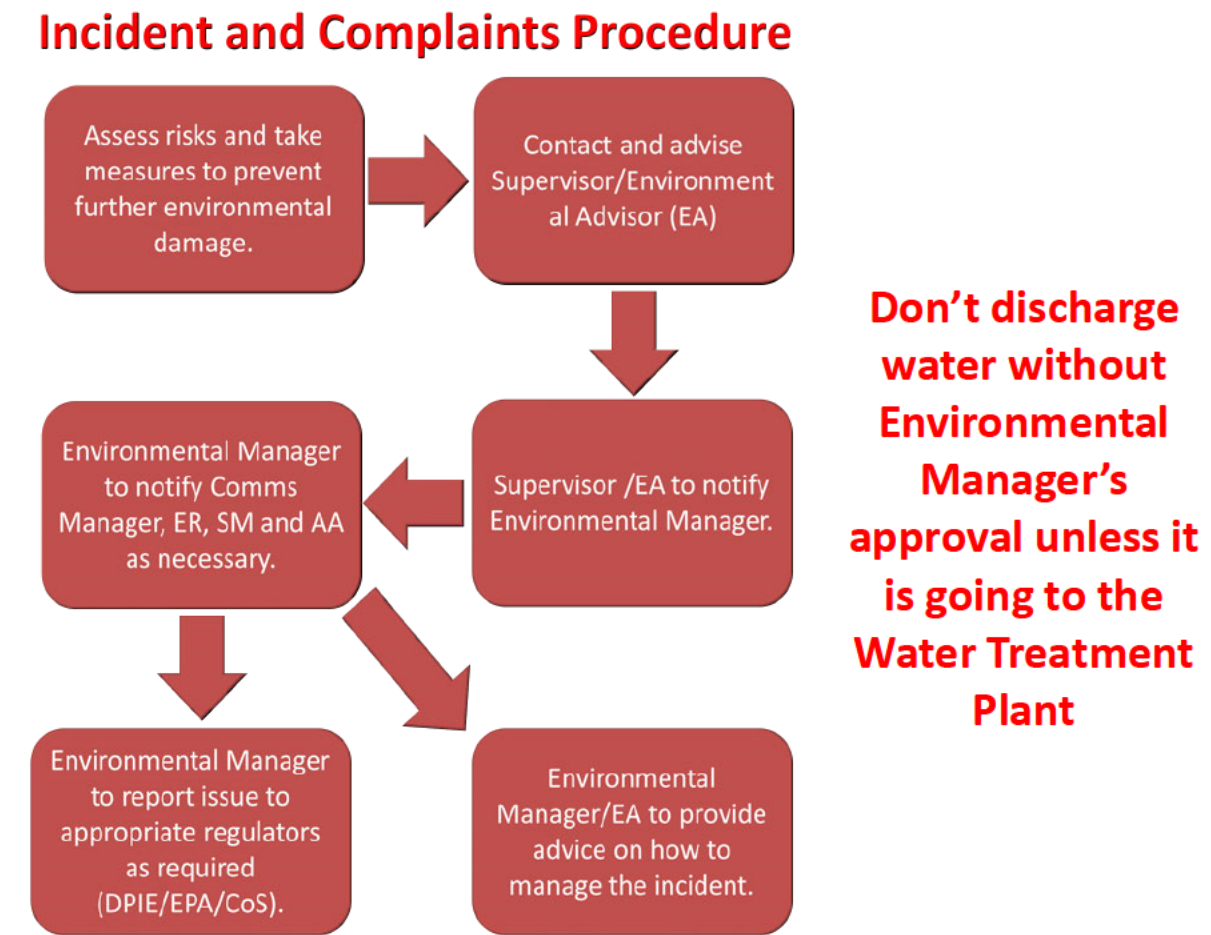 Incident and Complaints Procedure
Assess risks and take
measures to prevent
further environmental
damage.
Contact and advise
Supervisor/Environment
al Advisor (EA)
Supervisor /EA to notify
Environmental Manager.
Environmental Manager
to notify Comms
Manager, ER, SM and AA
as necessary.
Environmental Manager
to report issue to
appropriate regulators
as required
(DPIE/EPA/CoS).
Environmental
Manager/EA to provide
advice on how to
manage the incident.
Don’t discharge
water without
Environmental
Manager’s
approval unless it
is going to the
Water Treatment
Plant